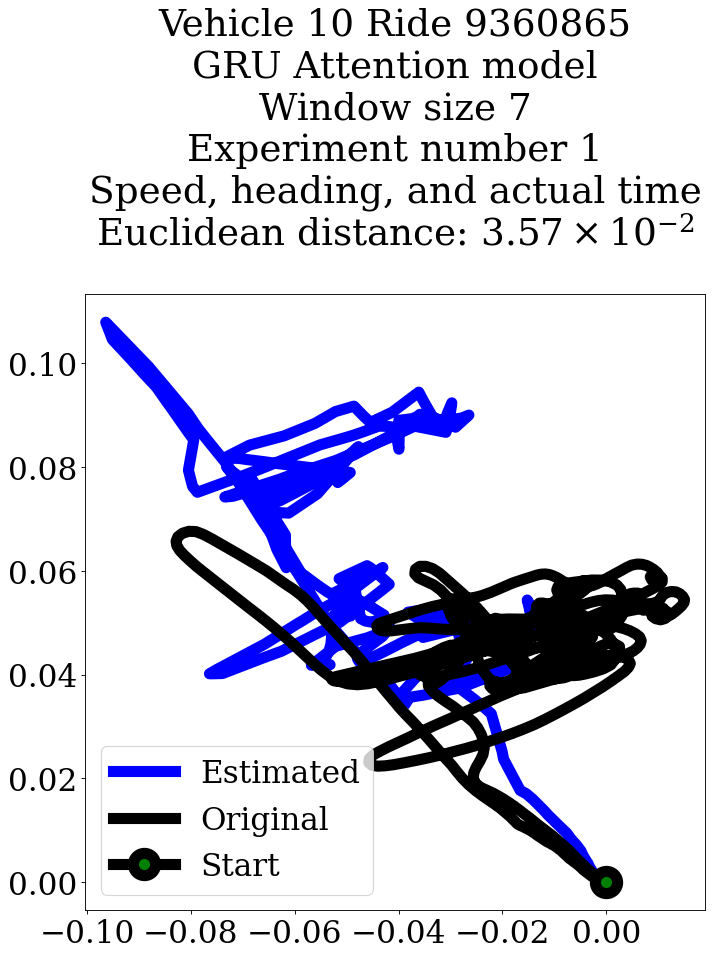 Vehicle 10 Ride 9360865
GRU Attention model
Window size 7
Experiment number 1
Speed, heading, and actual time
Euclidean distance: 3.57 × 10⁻²
0.10
0.08
0.06
0.04
0.02
0.00
Estimated
Original
Start
−0.10 −0.08 −0.06 −0.04 −0.02 0.00